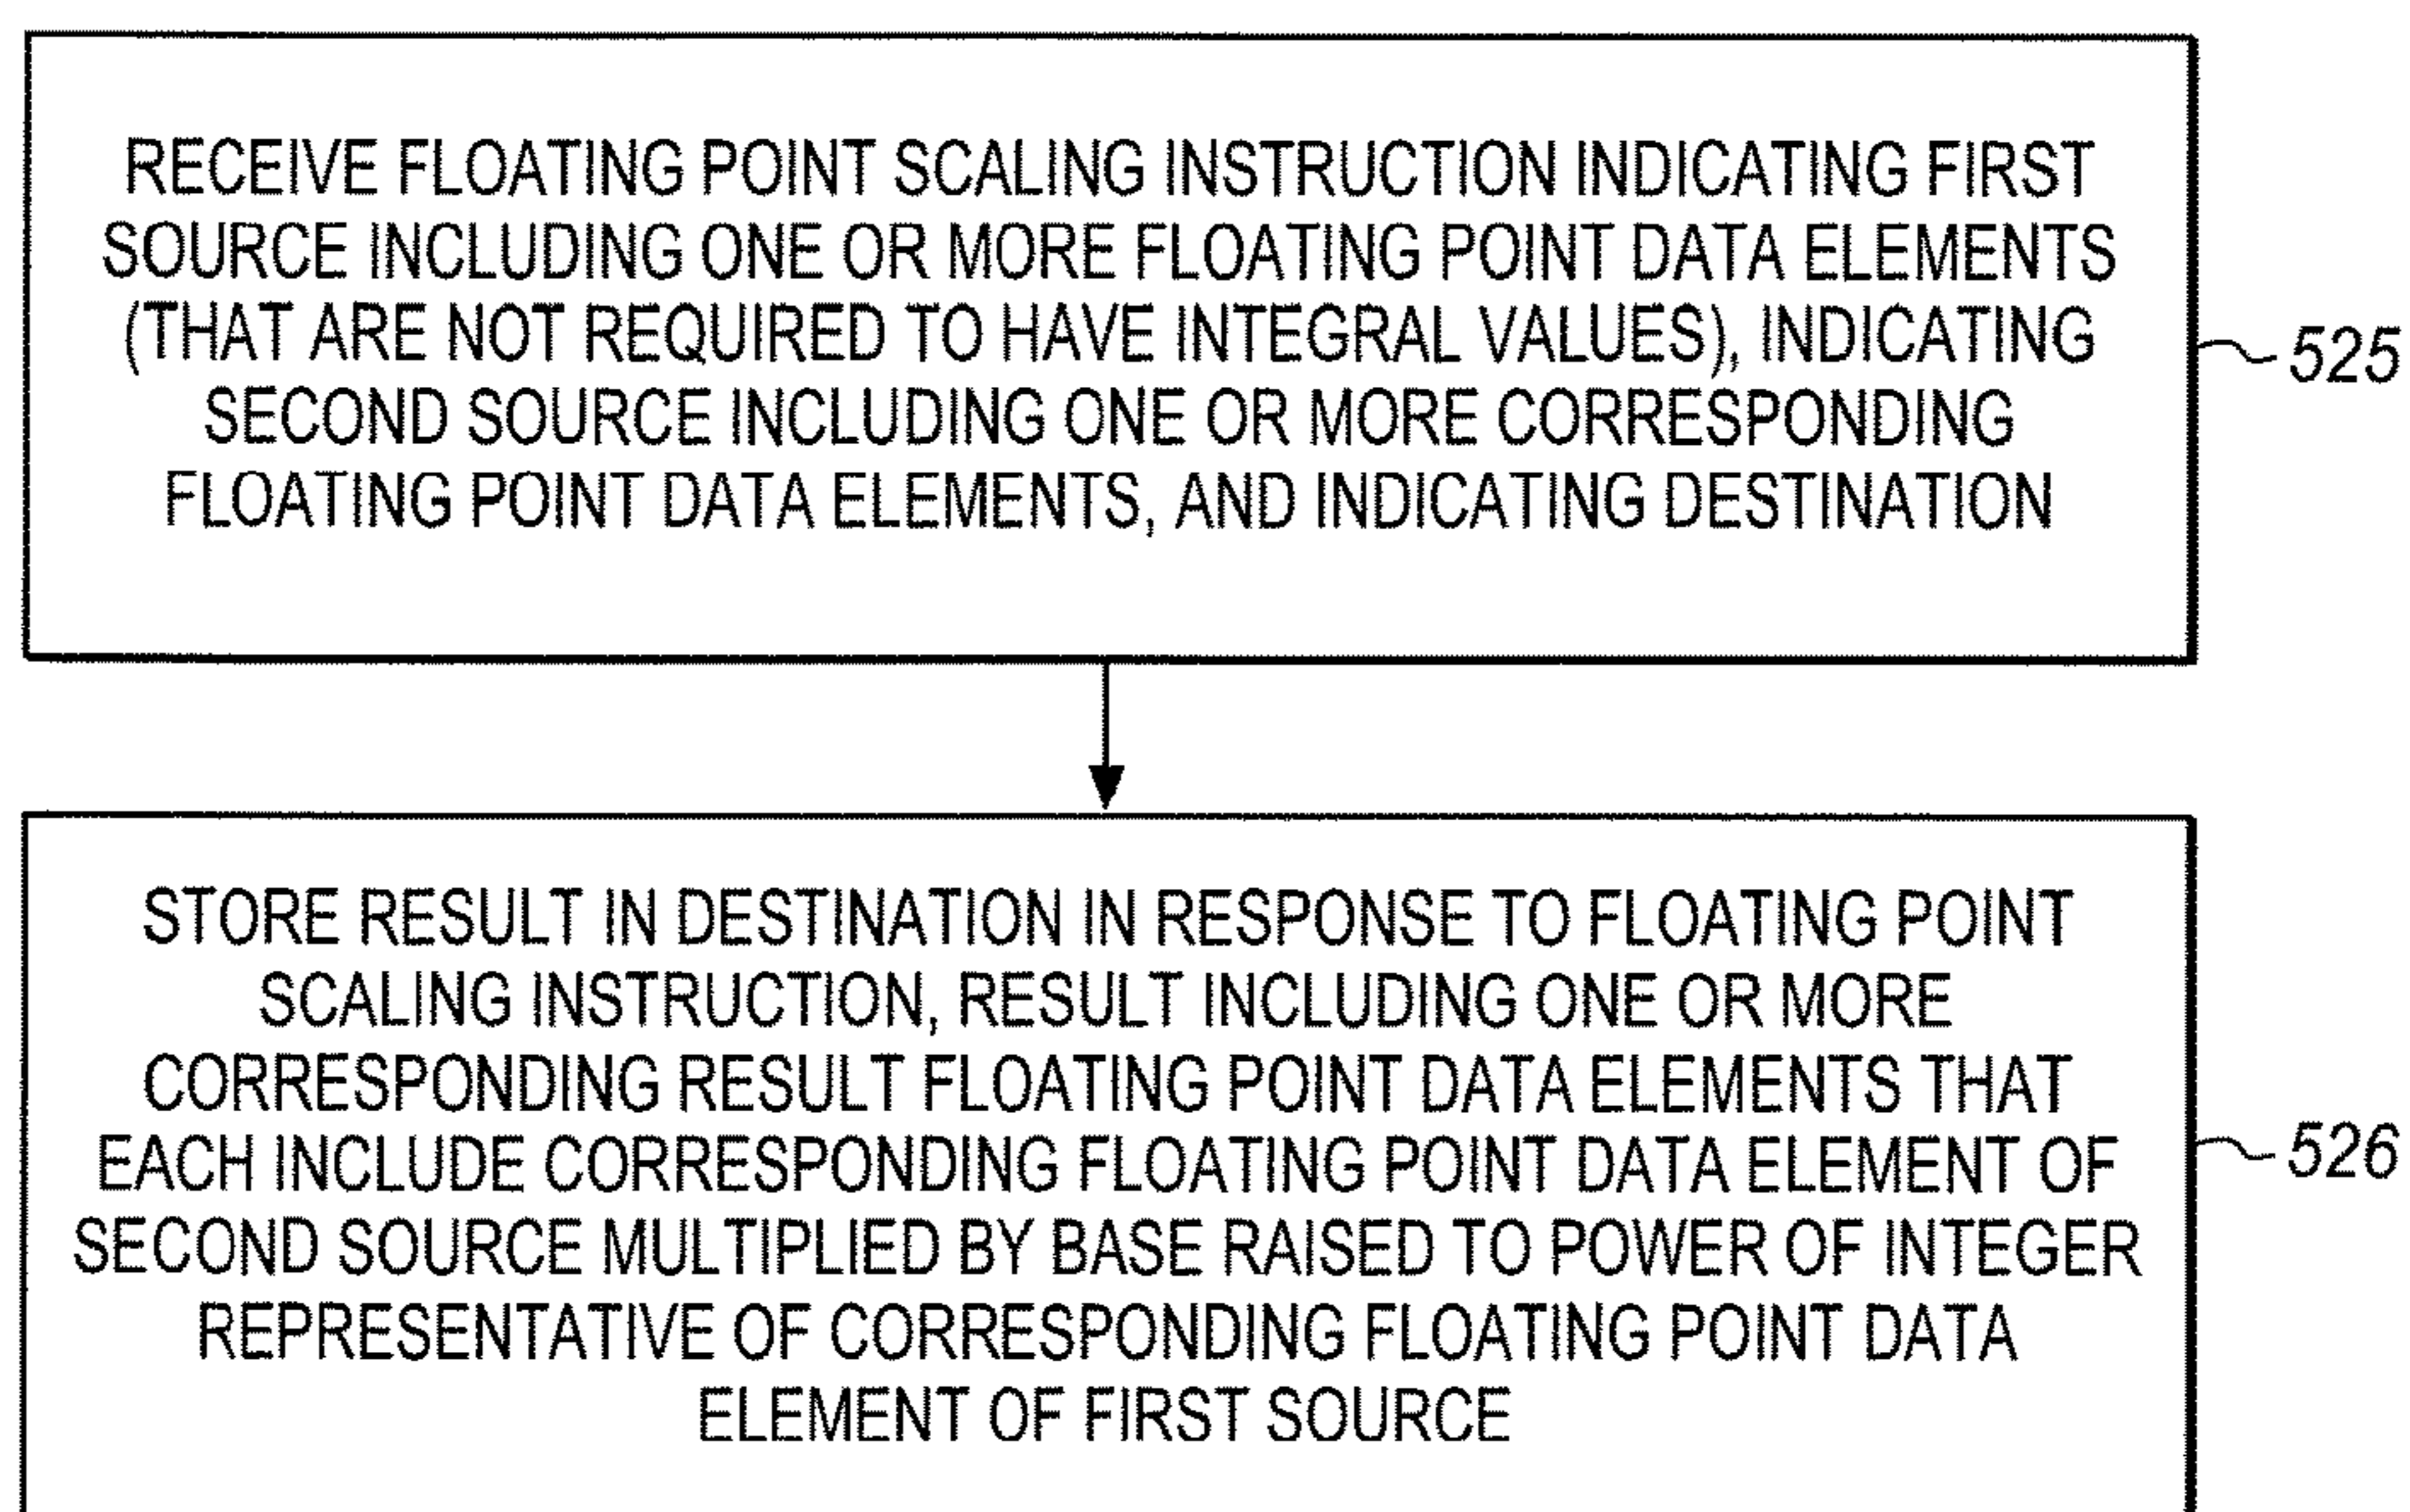 RECEIVE FLOATING POINT SCALING INSTRUCTION INDICATING FIRST
SOURCE INCLUDING ONE OR MORE FLOATING POINT DATA ELEMENTS
(THAT ARE NOT REQUIRED TO HAVE INTEGRAL VALUES), INDICATING
SECOND SOURCE INCLUDING ONE OR MORE CORRESPONDING
FLOATING POINT DATA ELEMENTS, AND INDICATING DESTINATION
525
STORE RESULT IN DESTINATION IN RESPONSE TO FLOATING POINT
SCALING INSTRUCTION, RESULT INCLUDING ONE OR MORE
CORRESPONDING RESULT FLOATING POINT DATA ELEMENTS THAT
EACH INCLUDE CORRESPONDING FLOATING POINT DATA ELEMENT OF
SECOND SOURCE MULTIPLIED BY BASE RAISED TO POWER OF INTEGER
REPRESENTATIVE OF CORRESPONDING FLOATING POINT DATA
ELEMENT OF FIRST SOURCE
526